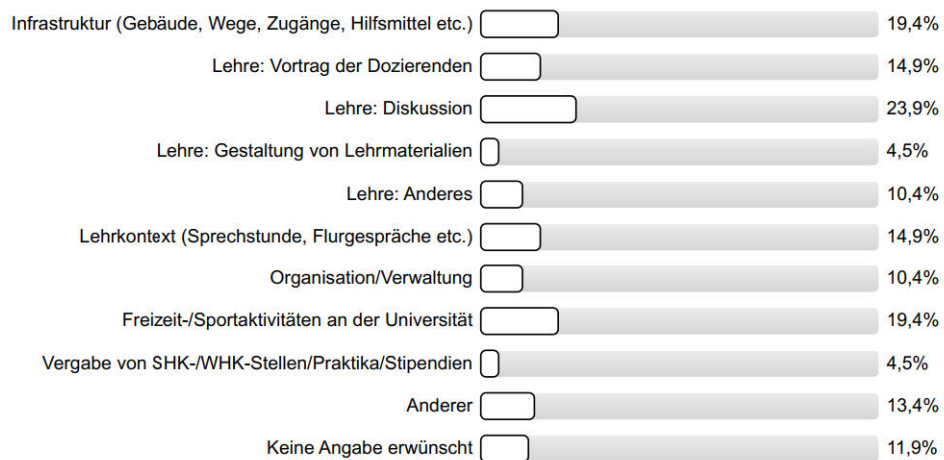 Infrastruktur (Gebäude, Wege, Zugänge, Hilfsmittel etc.) 19,4%
Lehre: Vortrag der Dozierenden 14,9%
Lehre: Diskussion 23,9%
Lehre: Gestaltung von Lehrmaterialien 4,5%
Lehre: Anderes 10,4%
Lehrkontext (Sprechstunde, Flurgespräche etc.) 14,9%
Organisation/Verwaltung 10,4%
Freizeit-/Sportaktivitäten an der Universität 19,4%
Vergabe von SHK-/WHK-Stellen/Praktika/Stipendien 4,5%
Anderer 13,4%
Keine Angabe erwünscht 11,9%